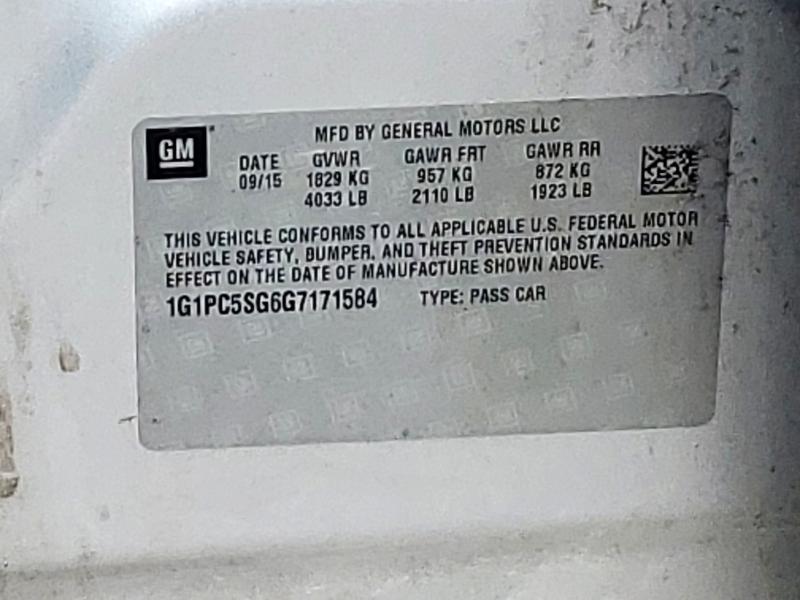 GM
MFD BY GENERAL MOTORS LLC
DATE GVWR GAWR FRT GAWR RR
09/15 1829 KG 957 KG 872 KG
4033 LB 2110 LB 1923 LB
THIS VEHICLE CONFORMS TO ALL APPLICABLE U.S. FEDERAL MOTOR
VEHICLE SAFETY, BUMPER, AND THEFT PREVENTION STANDARDS IN
EFFECT ON THE DATE OF MANUFACTURE SHOWN ABOVE.
1G1PC5SG6G7171584 TYPE: PASS CAR